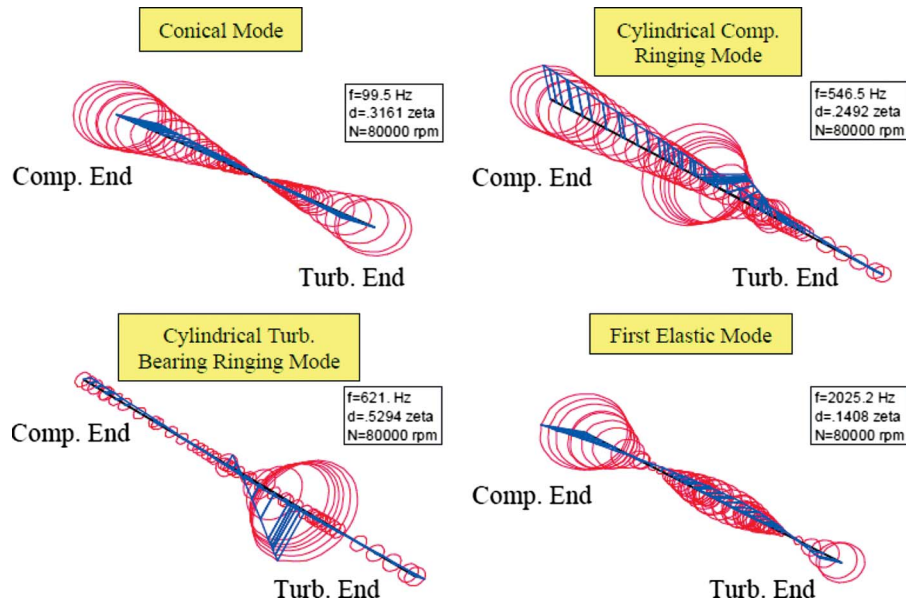 Conical Mode
f=99.5 Hz
d=.3161 zeta
N=80000 rpm
Comp. End
Turb. End
Cylindrical Comp.
Ringing Mode
f=546.5 Hz
d=.2492 zeta
N=80000 rpm
Comp. End
Turb. End
Cylindrical Turb.
Bearing Ringing Mode
f=621. Hz
d=.5294 zeta
N=80000 rpm
Comp. End
Turb. End
First Elastic Mode
f=2025.2 Hz
d=.1408 zeta
N=80000 rpm
Comp. End
Turb. End